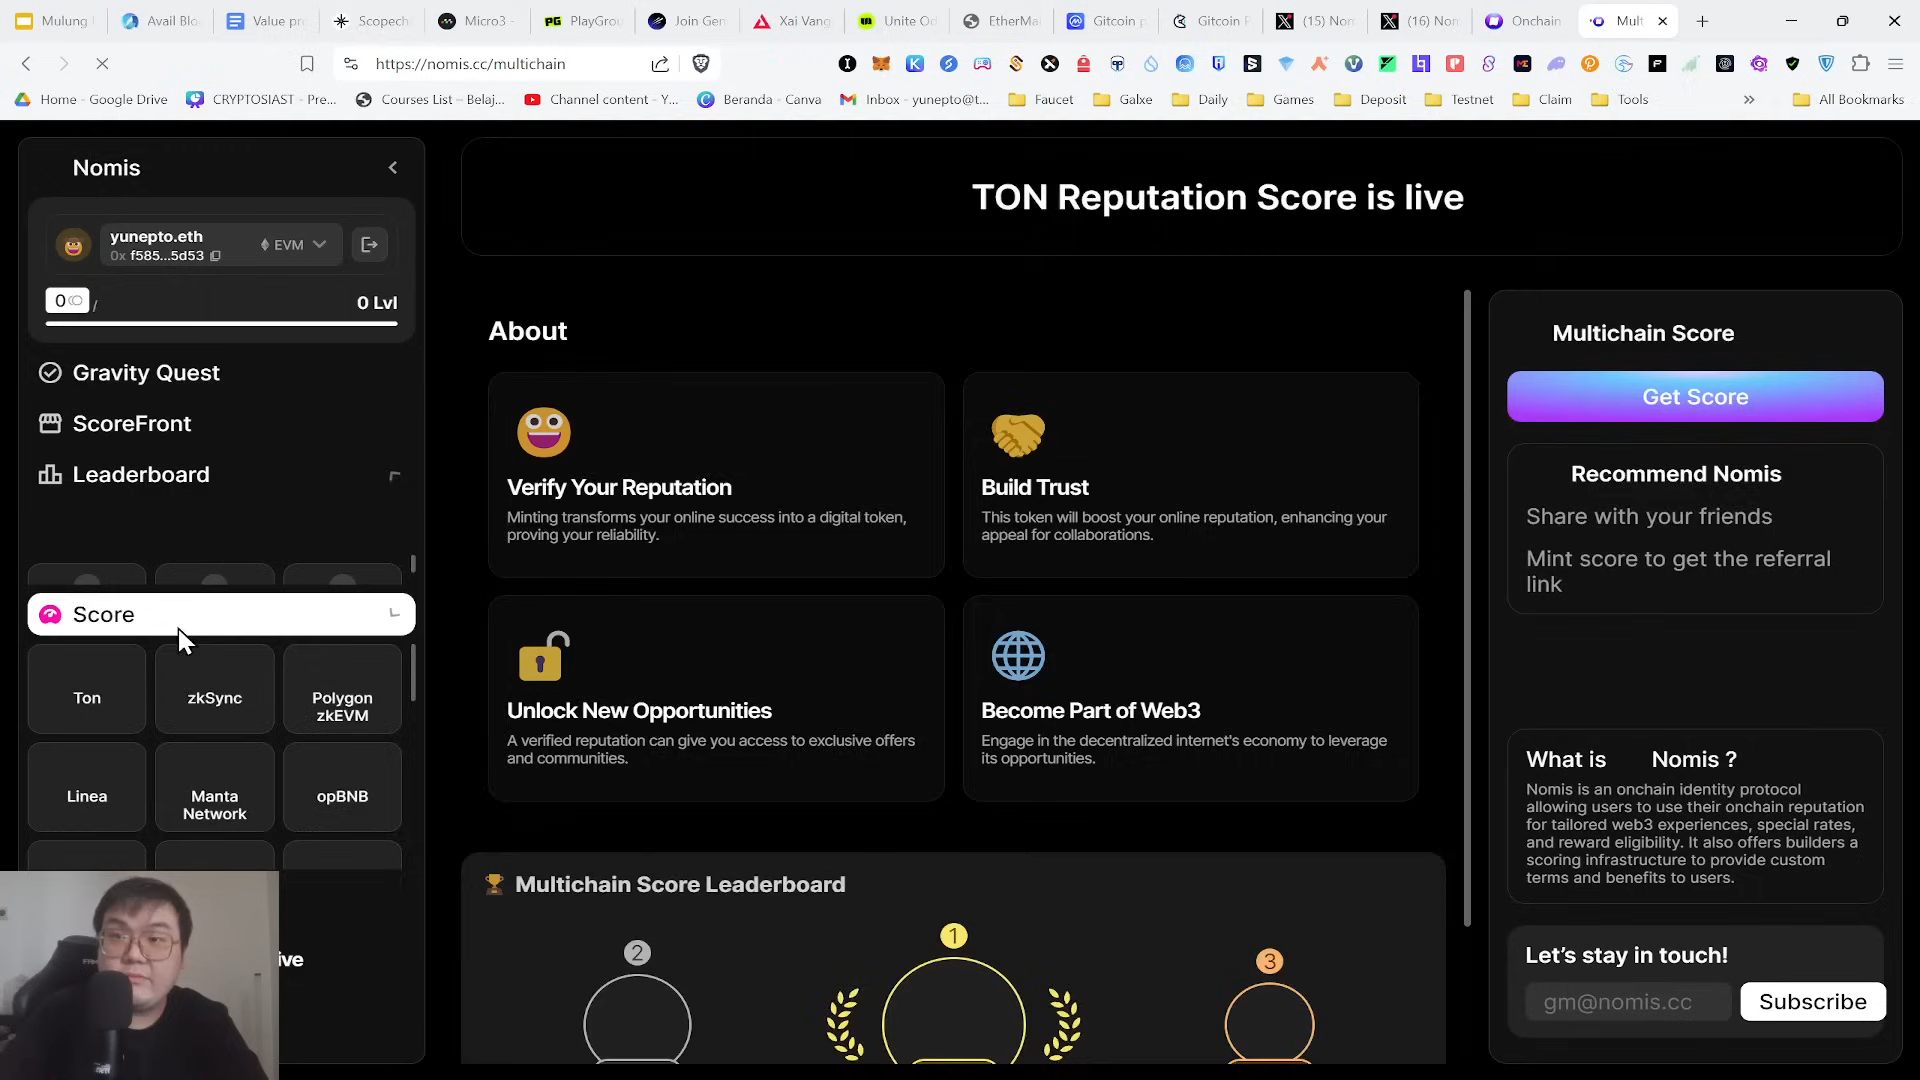 Mulung
Avail Blo
Value pr
Scopech
Micro3 -
PlayGrou
Join Gen
Xai Vang
Unite Od
EtherMa
Gitcoin p
Gitcoin P
(15) Nom
(16) Nom
Onchain
Mult
https://nomis.cc/multichain
Home - Google Drive
CRYPTOSIAST - Pre...
Courses List – Belaj...
Channel content - Y...
Beranda - Canva
Inbox - yunepto@t...
Faucet
Galxe
Daily
Games
Deposit
Testnet
Claim
Tools
All Bookmarks
Nomis
yunepto.eth
0x f585...5d53
EVM
0 /
0 Lvl
Gravity Quest
ScoreFront
Leaderboard
Score
Ton
zkSync
Polygon
zkEVM
Linea
Manta
Network
opBNB
ive
TON Reputation Score is live
About
Verify Your Reputation
Minting transforms your online success into a digital token,
proving your reliability.
Build Trust
This token will boost your online reputation, enhancing your
appeal for collaborations.
Unlock New Opportunities
A verified reputation can give you access to exclusive offers
and communities.
Become Part of Web3
Engage in the decentralized internet's economy to leverage
its opportunities.
Multichain Score Leaderboard
2
1
3
Multichain Score
Get Score
Recommend Nomis
Share with your friends
Mint score to get the referral
link
What is Nomis ?
Nomis is an onchain identity protocol
allowing users to use their onchain reputation
for tailored web3 experiences, special rates,
and reward eligibility. It also offers builders a
scoring infrastructure to provide custom
terms and benefits to users.
Let's stay in touch!
gm@nomis.cc
Subscribe